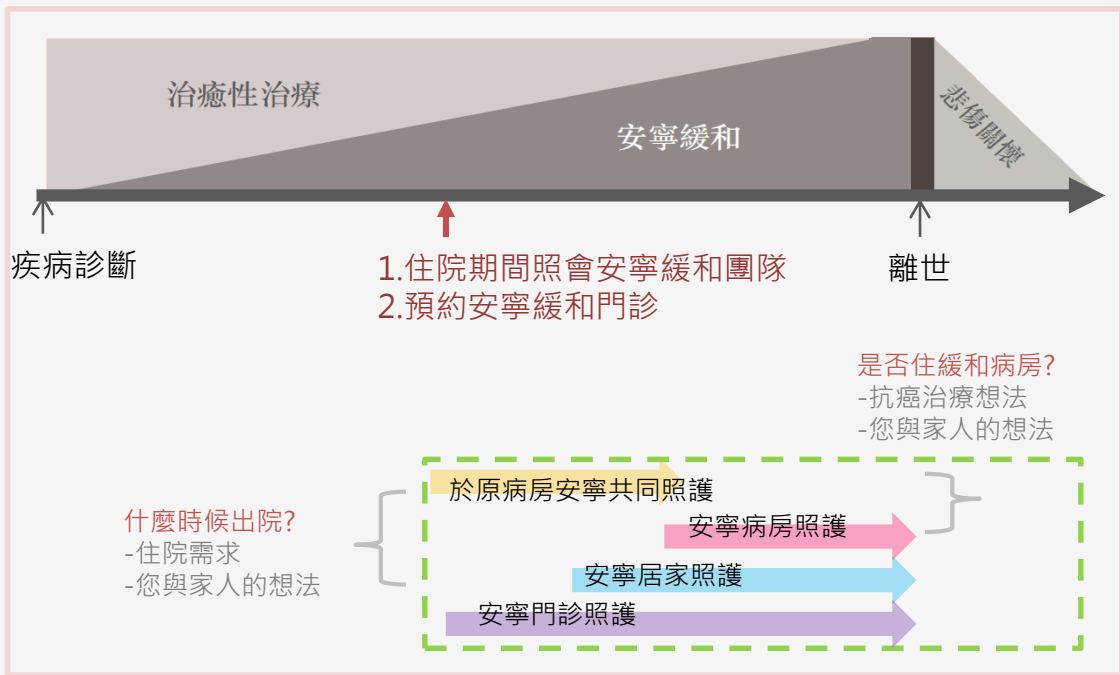 治癒性治療
安寧緩和
悲傷關懷
疾病診斷
1.住院期間照會安寧緩和團隊
2.預約安寧緩和門診
離世
是否住緩和病房?
-抗癌治療想法
-您與家人的想法
於原病房安寧共同照護
安寧病房照護
什麼時候出院?
-住院需求
-您與家人的想法
安寧居家照護
安寧門診照護